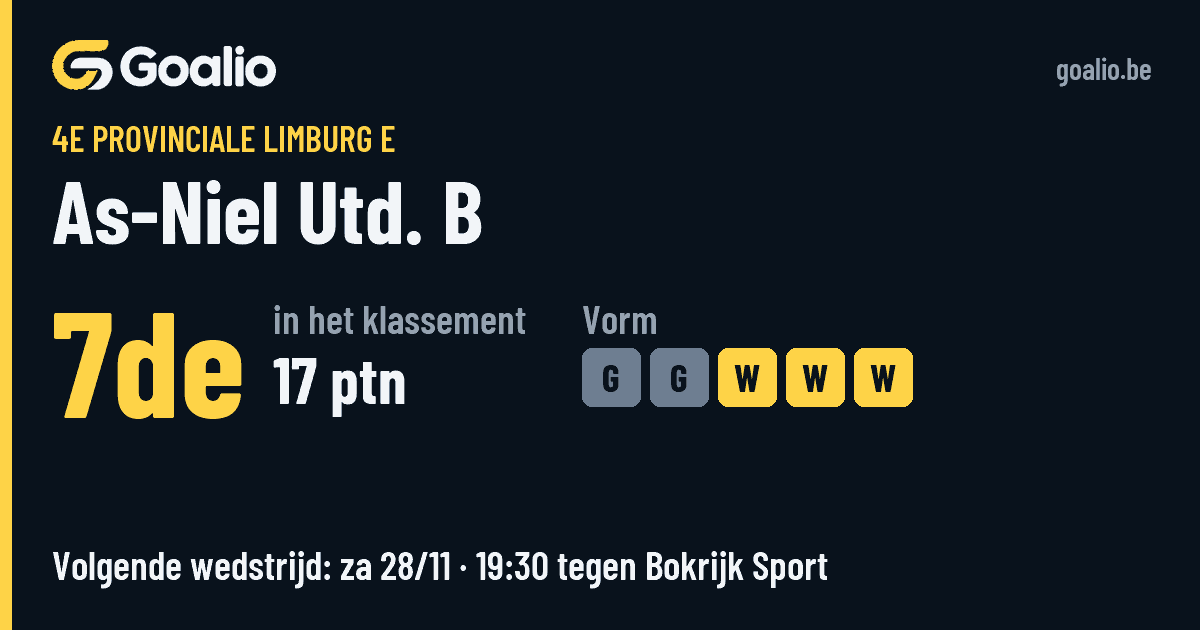 Goalio
goalio.be
4E PROVINCIALE LIMBURG E
As-Niel Utd. B
7de
in het klassement
17 ptn
Vorm
G G W W W
Volgende wedstrijd: za 28/11 · 19:30 tegen Bokrijk Sport